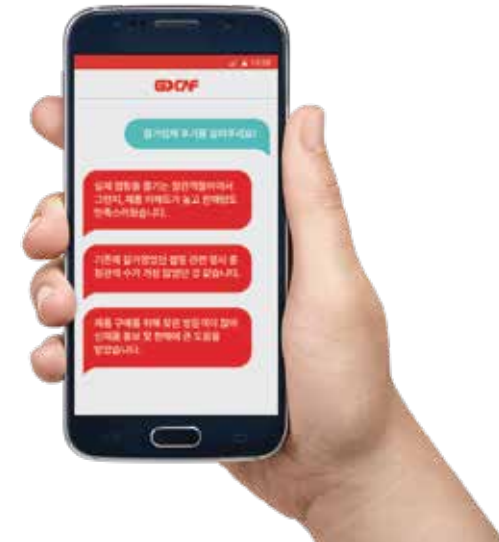 참가업체 후기를 알려주세요!
실제 캠핑을 즐기는 참관객들이어서
그런지, 제품 이해도가 높고 판매량도
만족스러웠습니다.
기존에 참가했었던 캠핑 관련 행사 중
참관객 수가 가장 많았던 것 같습니다.
제품 구매를 위해 찾은 방문객이 많아
신제품 홍보 및 판매에 큰 도움을
받았습니다.